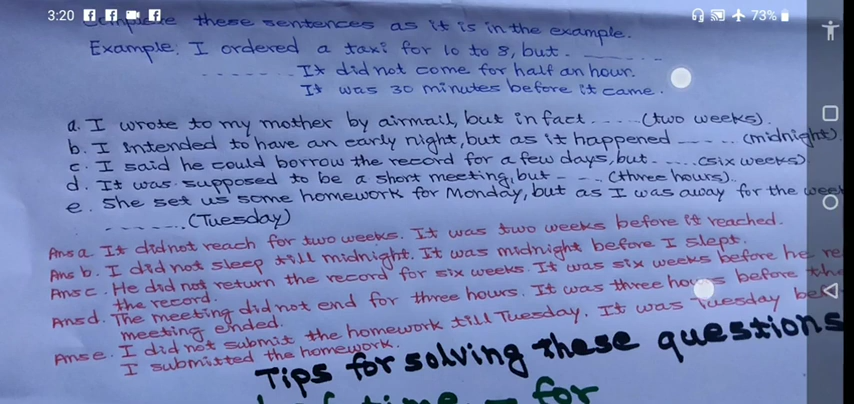 3:20
73%
these sentences as it is in the example.
Example: I ordered a taxi for 10 to 8, but . ------
------- It did not come for half an hour.
It was 30 minutes before it came.
a. I wrote to my mother by airmail, but in fact ----- (two weeks).
b. I intended to have an early night, but as it happened ----- (midnight).
c. I said he could borrow the record for a few days, but ----- (six weeks).
d. It was supposed to be a short meeting, but - --- (three hours).
e. She set us some homework for Monday, but as I was away for the
------. (Tuesday)
Ans a. It didnot reach for two weeks. It was two weeks before it reached.
Ans b. I did not sleep till midnight. It was midnight before I slept.
Ans c. He did not return the record for six weeks. It was six weeks before he
the record.
Ans d. The meeting did not end for three hours. It was three before the
meeting ended.
Ans e. I did not submit the homework till Tuesday. It was Tuesday
I submitted the homework.
Tips for solving these questions
time - for